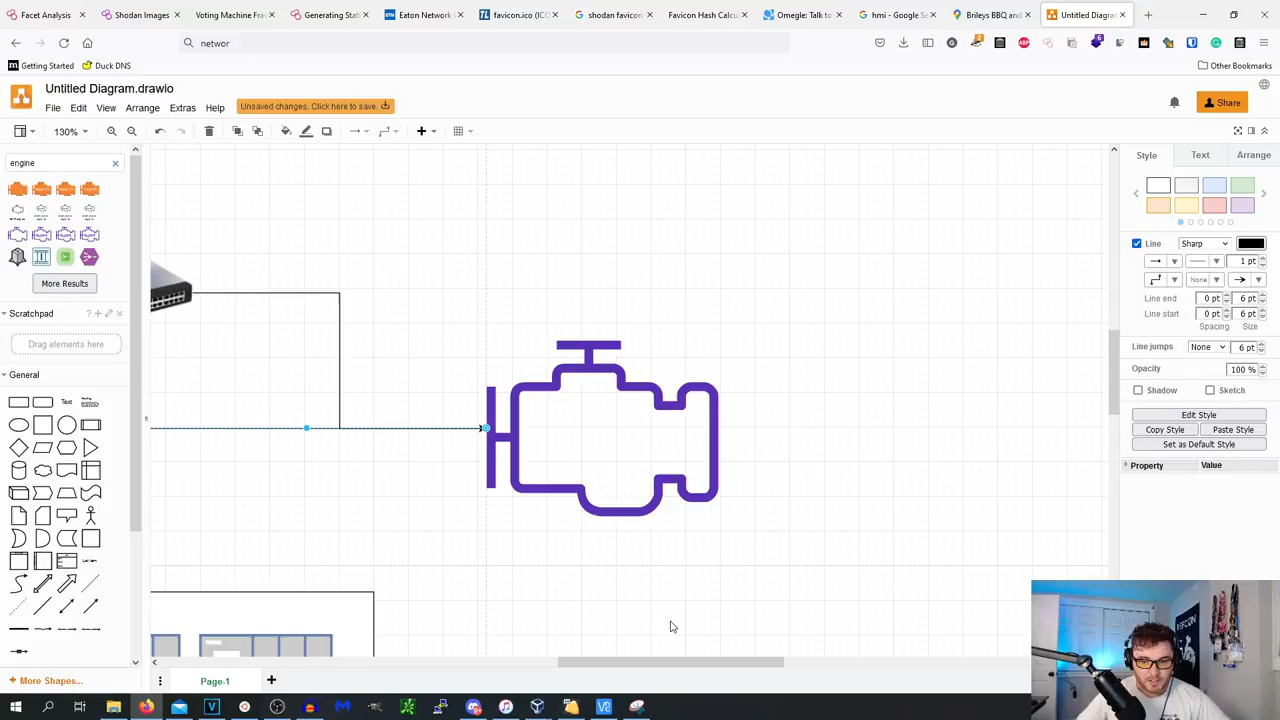 Facet Analysis
Shodan Images
Voting Machine Frau
Generating Stati
Eaton Network
favicon.ico (ICO
shodan favicon
Favicon Hash Calcu
Omegle: Talk to
hmi - Google Se
Brileys BBQ and
Untitled Diagram
networ
Getting Started
Duck DNS
Other Bookmarks
Untitled Diagram.drawio
File Edit View Arrange Extras Help
Unsaved changes. Click here to save.
Share
130%
engine
Style Text Arrange
More Results
Line Sharp
1 pt
None
Scratchpad
Line end 0 pt 6 pt
Drag elements here
Line start 0 pt 6 pt
Spacing Size
Line jumps None 6 pt
General
Opacity 100 %
Shadow Sketch
Text
Edit Style
Copy Style Paste Style
Set as Default Style
Property Value
DEFCON
More Shapes...
Page-1